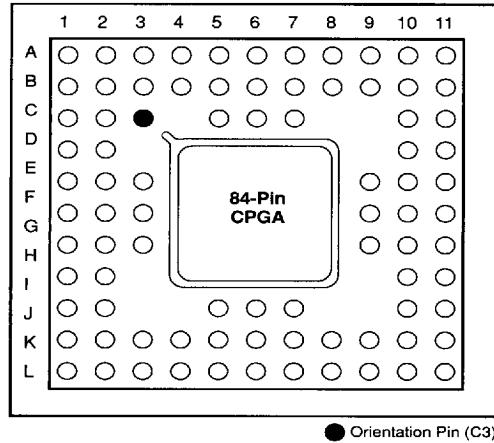 1 2 3 4 5 6 7 8 9 10 11
A
B
C
D
E
F
G
H
I
J
K
L
84-Pin
CPGA
Orientation Pin (C3)